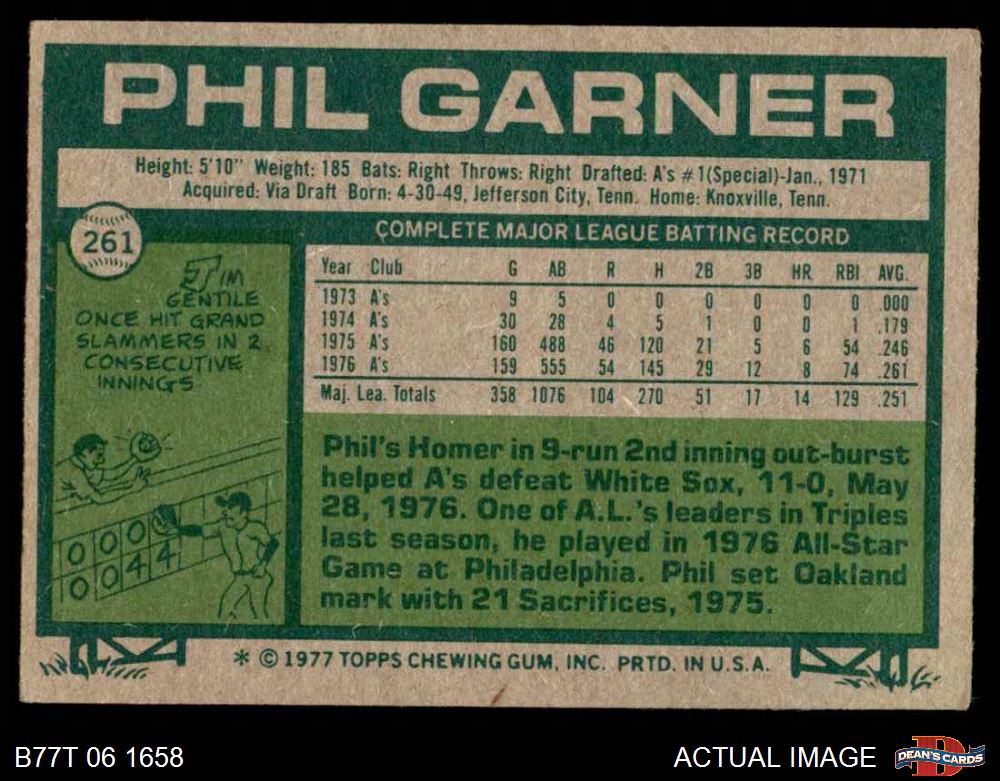 PHIL GARNER
Height: 5'10" Weight: 185 Bats: Right Throws: Right Drafted: A's #1(Special)-Jan., 1971
Acquired: Via Draft Born: 4-30-49, Jefferson City, Tenn. Home: Knoxville, Tenn.
261
JIM
GENTILE
ONCE HIT GRAND
SLAMMERS IN 2
CONSECUTIVE
INNINGS
0 0 0
0 0 4 4
COMPLETE MAJOR LEAGUE BATTING RECORD
Year Club G AB R H 2B 3B HR RBI AVG.
1973 A's 9 5 0 0 0 0 0 0 .000
1974 A's 30 28 4 5 1 0 0 1 .179
1975 A's 160 488 46 120 21 5 6 54 .246
1976 A's 159 555 54 145 29 12 8 74 .261
Maj. Lea. Totals 358 1076 104 270 51 17 14 129 .251
Phil's Homer in 9-run 2nd inning out-burst
helped A's defeat White Sox, 11-0, May
28, 1976. One of A.L.'s leaders in Triples
last season, he played in 1976 All-Star
Game at Philadelphia. Phil set Oakland
mark with 21 Sacrifices, 1975.
* © 1977 TOPPS CHEWING GUM, INC. PRTD. IN U.S.A.
B77T 06 1658
ACTUAL IMAGE
D
DEAN'S CARDS